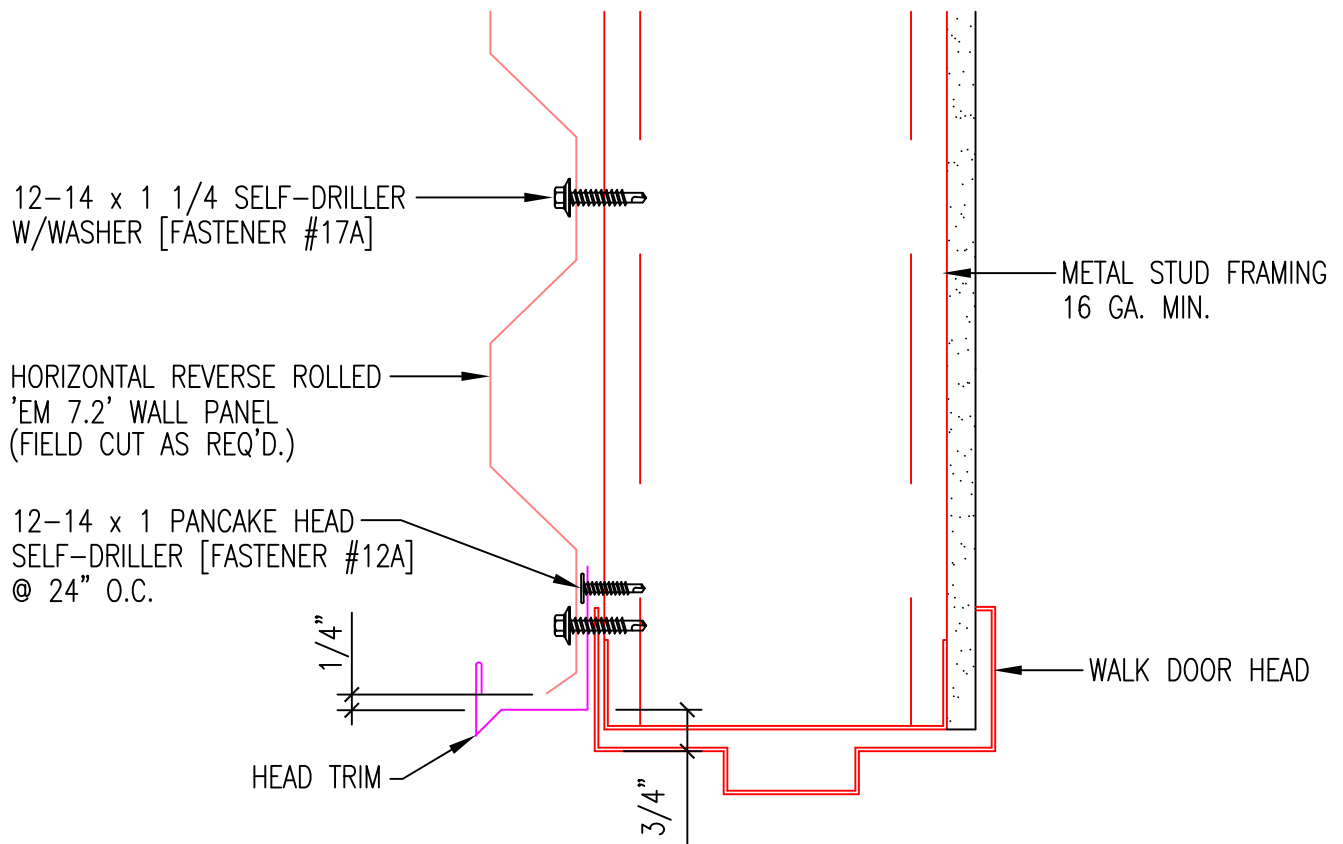 12-14 x 1 1/4 SELF-DRILLER
W/WASHER [FASTENER #17A]
METAL STUD FRAMING
16 GA. MIN.
HORIZONTAL REVERSE ROLLED
'EM 7.2' WALL PANEL
(FIELD CUT AS REQ'D.)
12-14 x 1 PANCAKE HEAD
SELF-DRILLER [FASTENER #12A]
@ 24" O.C.
1/4"
WALK DOOR HEAD
HEAD TRIM
3/4"